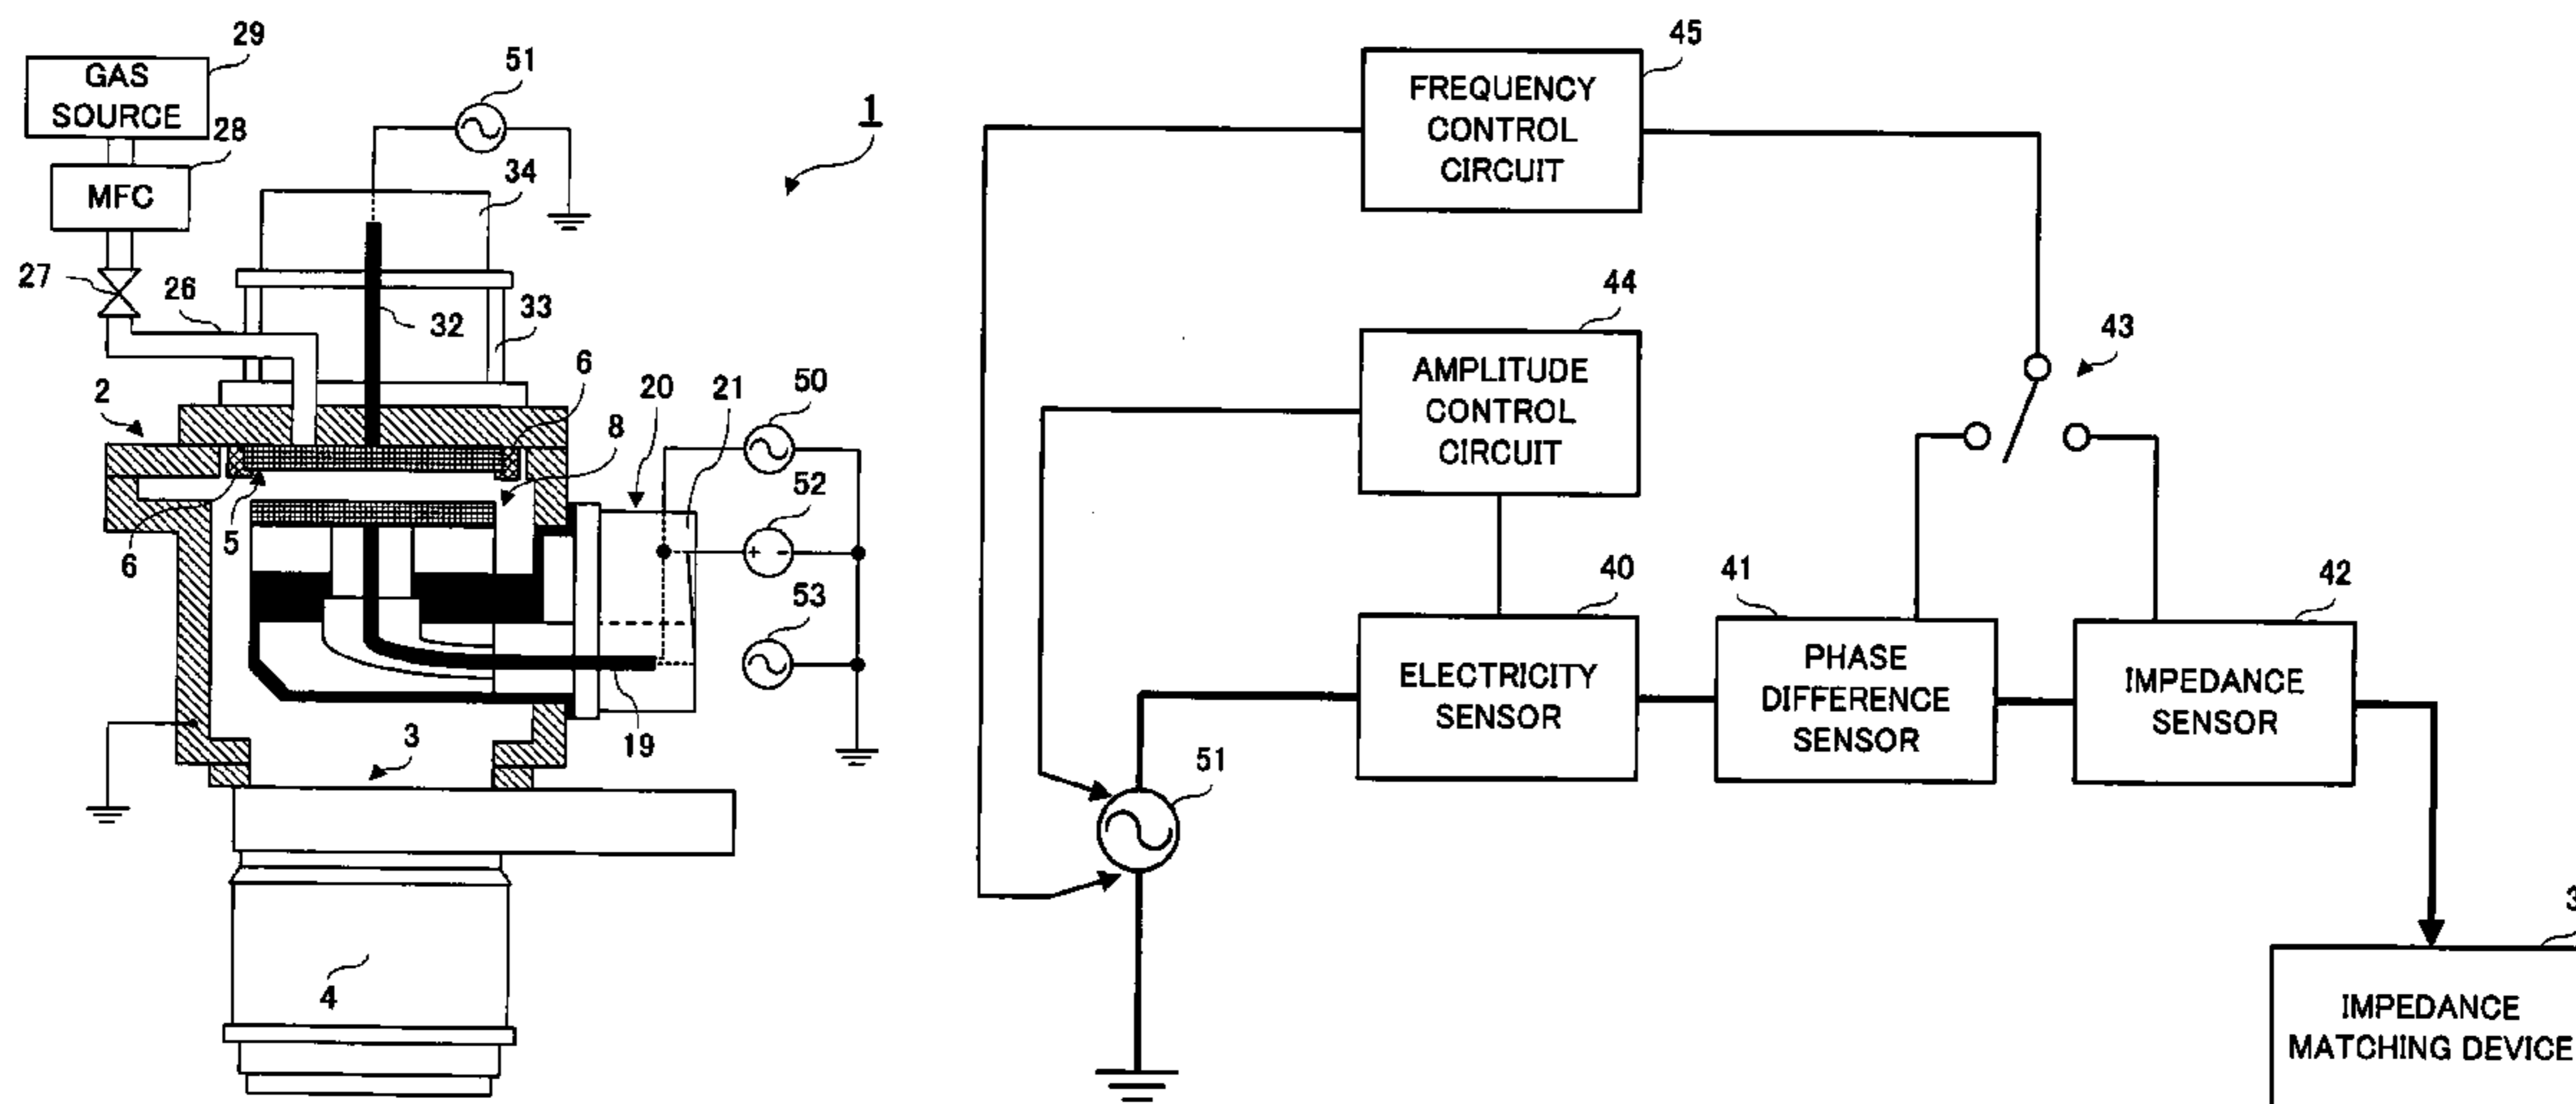 29
GAS
SOURCE
28
MFC
27
26
51
34
1
32
33
6
2
20
21
50
8
52
6
5
53
19
3
4
45
FREQUENCY
CONTROL
CIRCUIT
44
AMPLITUDE
CONTROL
CIRCUIT
43
40
ELECTRICITY
SENSOR
41
PHASE
DIFFERENCE
SENSOR
42
IMPEDANCE
SENSOR
51
IMPEDANCE
MATCHING DEVICE